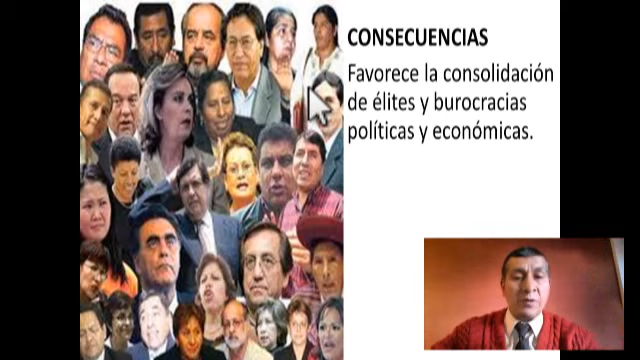 CONSECUENCIAS
Favorece la consolidación
de élites y burocracias
políticas y económicas.